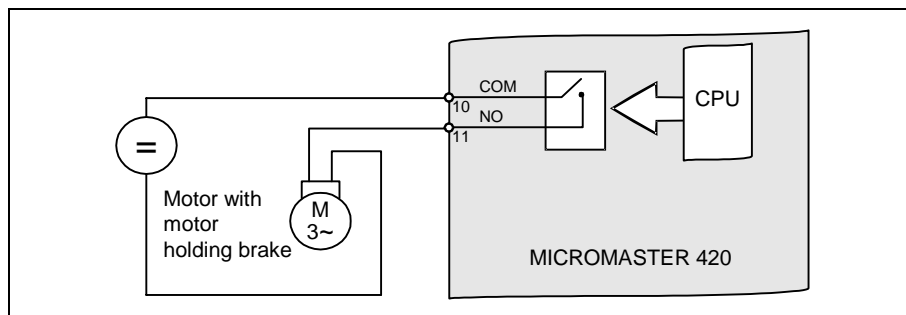 COM
10
NO
11
CPU
=
Motor with
motor
holding brake
M
3~
MICROMASTER 420